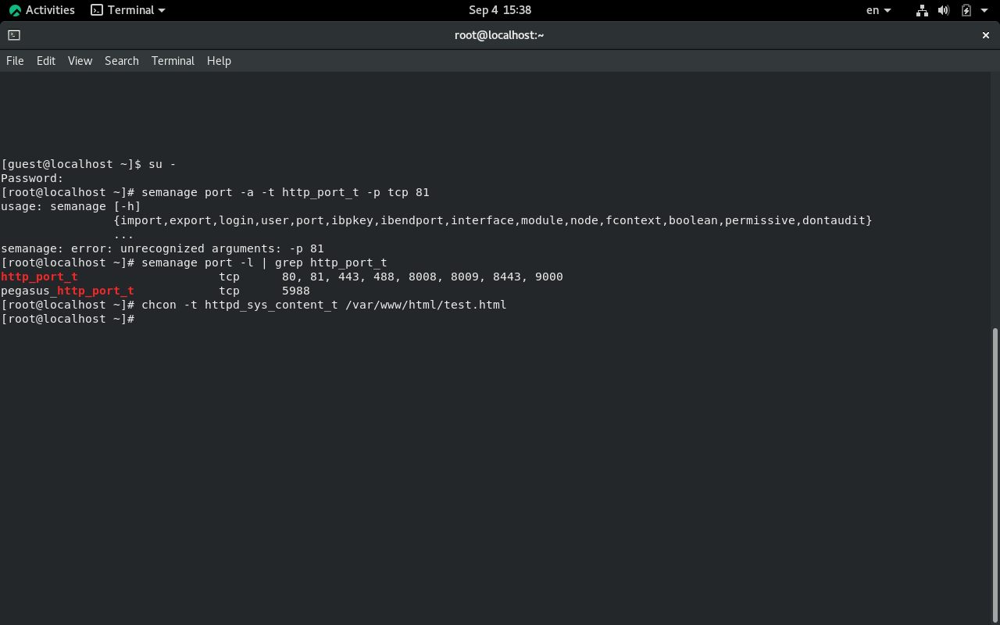 Activities Terminal Sep 4 15:38 en
root@localhost:~
File Edit View Search Terminal Help
[guest@localhost ~]$ su -
Password:
[root@localhost ~]# semanage port -a -t http_port_t -p tcp 81
usage: semanage [-h]
{import,export,login,user,port,ibpkey,ibendport,interface,module,node,fcontext,boolean,permissive,dontaudit}
...
semanage: error: unrecognized arguments: -p 81
[root@localhost ~]# semanage port -l | grep http_port_t
http_port_t tcp 80, 81, 443, 488, 8008, 8009, 8443, 9000
pegasus_http_port_t tcp 5988
[root@localhost ~]# chcon -t httpd_sys_content_t /var/www/html/test.html
[root@localhost ~]#